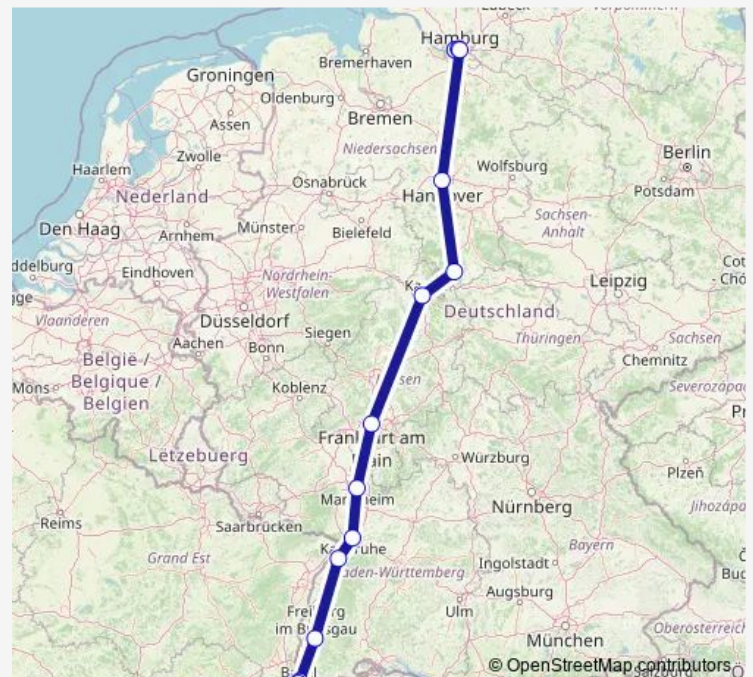 Hamburg
Bremerhaven
Groningen
Oldenburg
Bremen
Assen
Niedersachsen
Berlin
Zwolle
Wolfsburg
Haarlem
Osnabrück
Potsdam
Nederland
Den Haag
Münster
Sachsen-
Anhalt
Arnhem
Bielefeld
Eindhoven
Nordrhein-
Westfalen
Leipzig
Deutschland
Vlaanderen
Düsseldorf
Siegen
Thüringen
Sachsen
Aachen
Bonn
België /
Belgique /
Belgien
Chemnitz
Mons
Koblenz
Lëtzebuerg
Würzburg
Plzeň
Nürnberg
Reims
Saarbrücken
Grand Est
Bayern
Ingolstadt
Augsburg
Ulm
München
© OpenStreetMap contributors